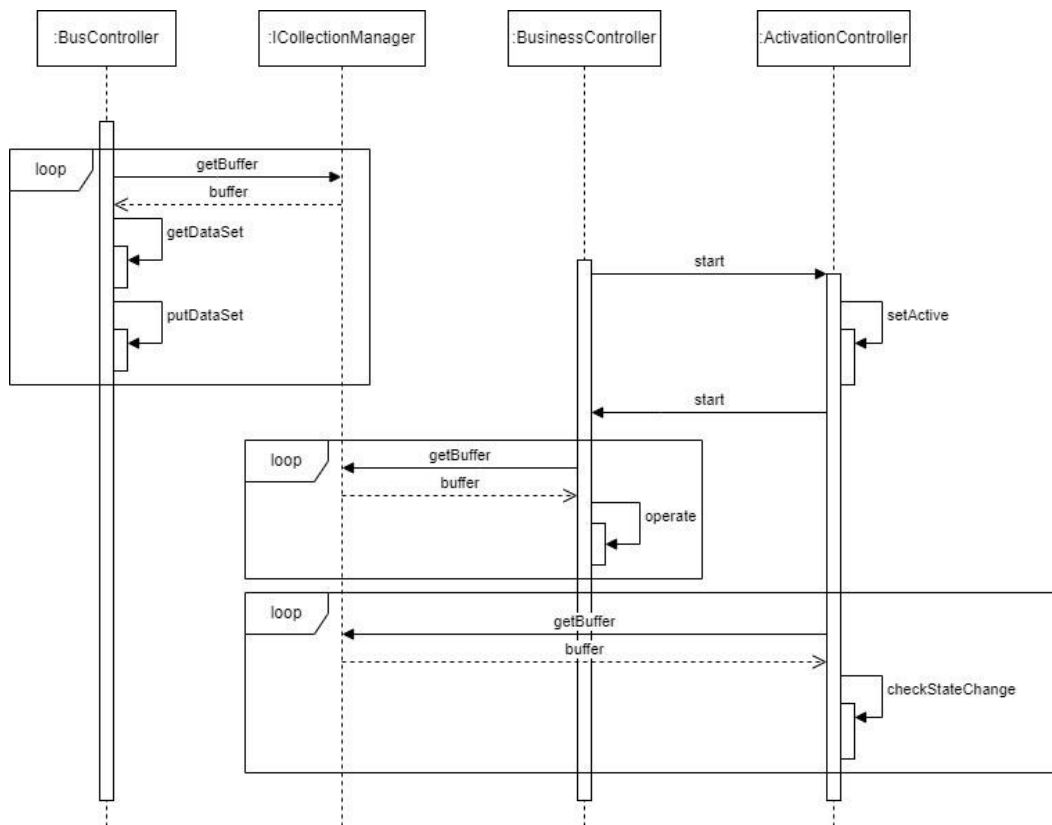 :BusController
:ICollectionManager
:BusinessController
:ActivationController
loop
getBuffer
buffer
getDataSet
putDataSet
start
setActive
start
loop
getBuffer
buffer
operate
loop
getBuffer
buffer
checkStateChange